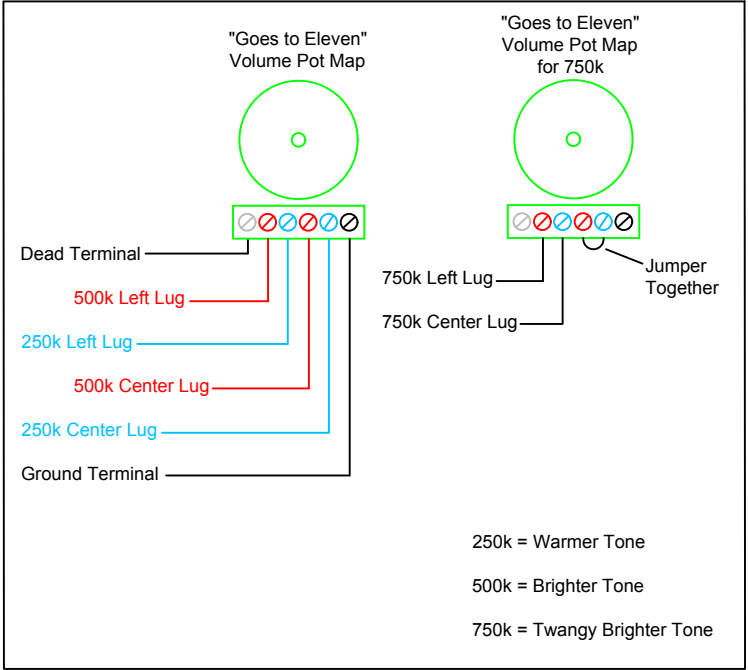 "Goes to Eleven"
Volume Pot Map
Dead Terminal
500k Left Lug
250k Left Lug
500k Center Lug
250k Center Lug
Ground Terminal
"Goes to Eleven"
Volume Pot Map
for 750k
750k Left Lug
750k Center Lug
Jumper
Together
250k = Warmer Tone
500k = Brighter Tone
750k = Twangy Brighter Tone